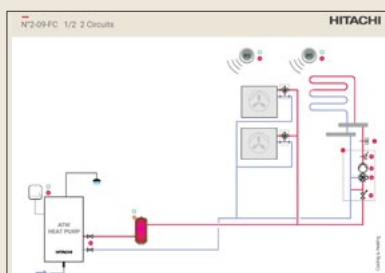 N°2-09-FC 1/2 2 Circuits
HITACHI
ATW
HEAT PUMP
HITACHI